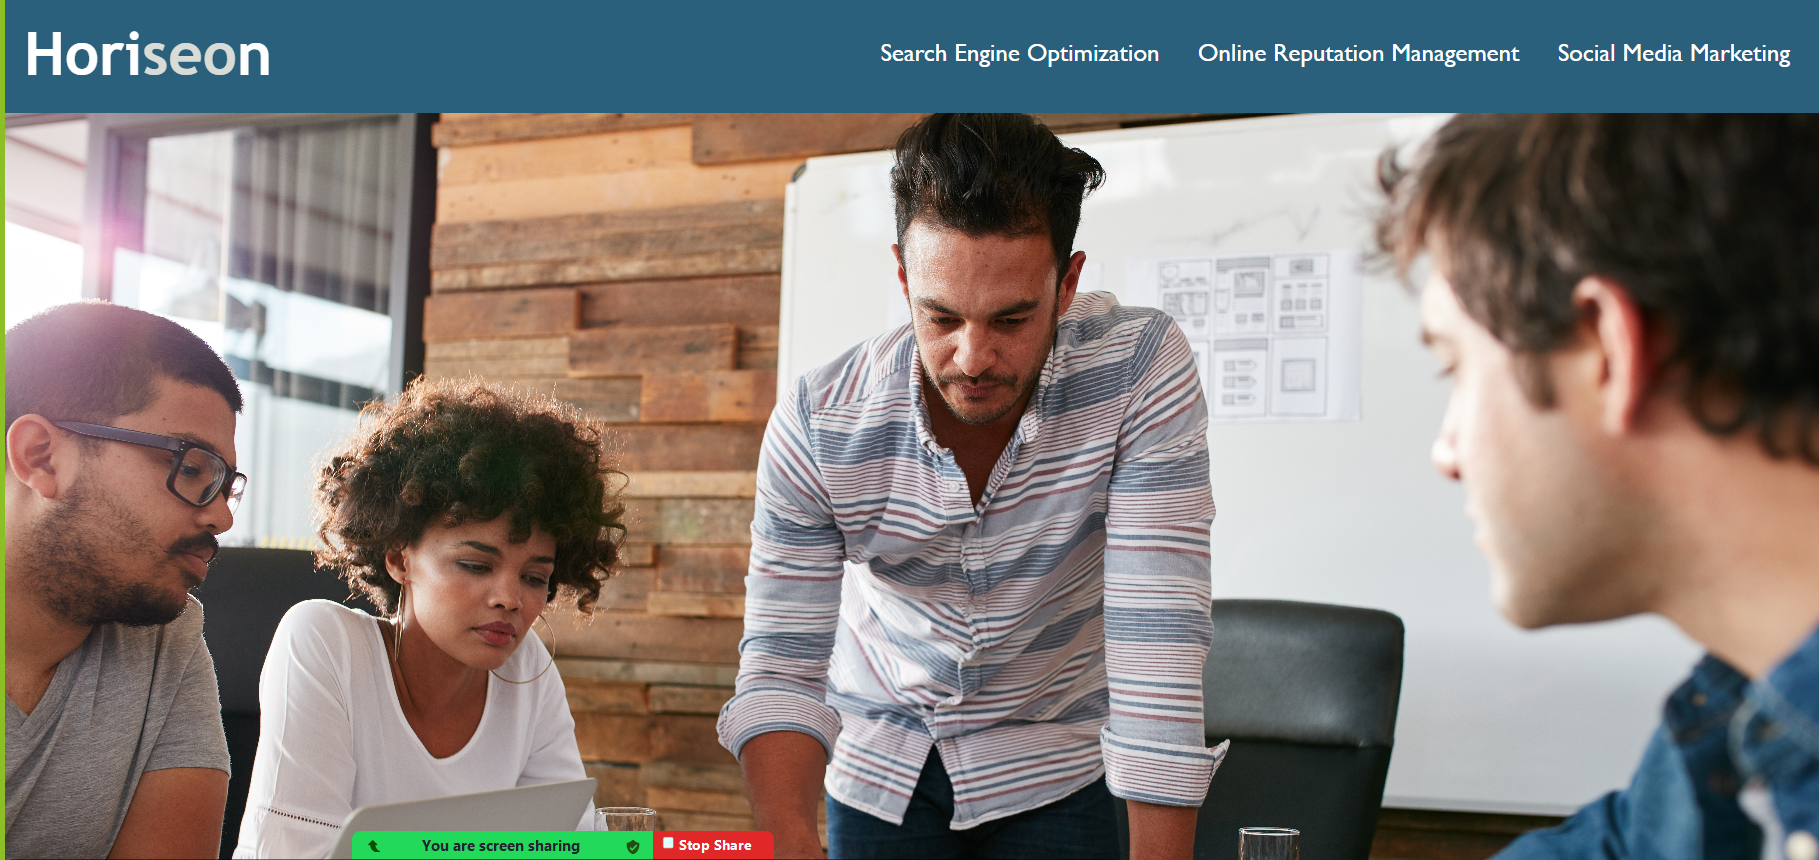 Horiseon
Search Engine Optimization
Online Reputation Management
Social Media Marketing
You are screen sharing
Stop Share